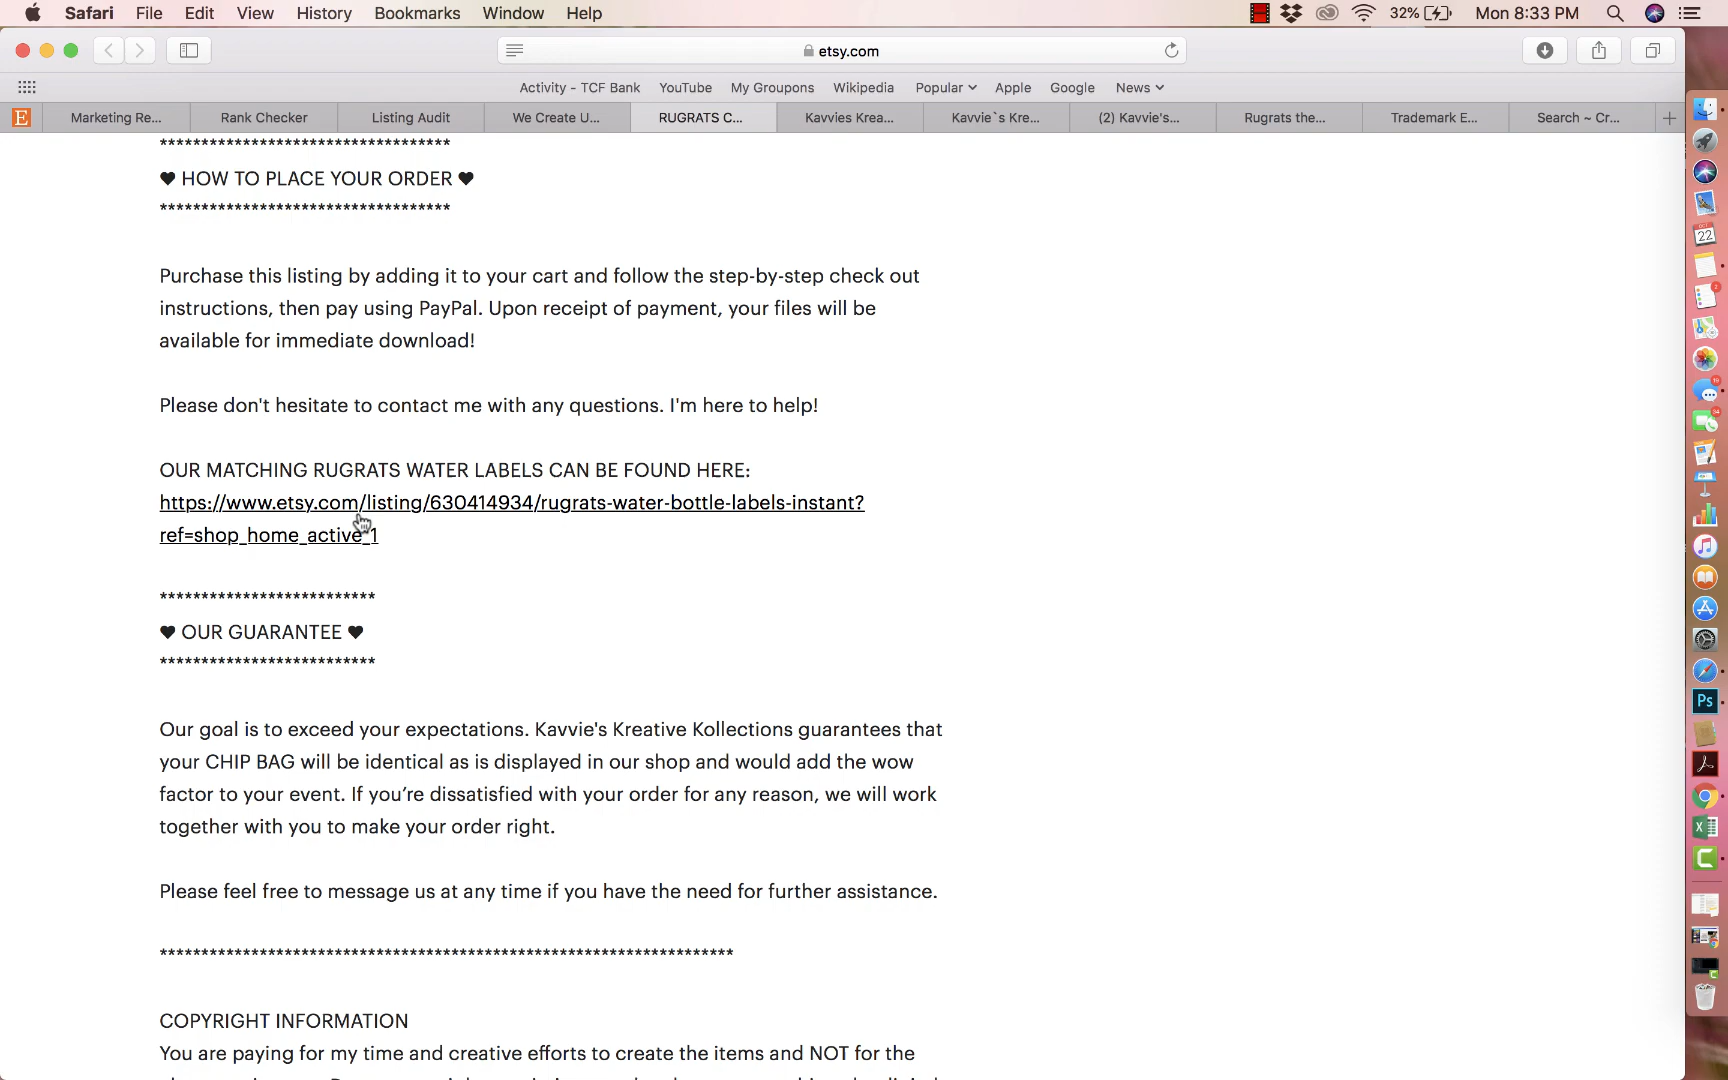 Safari File Edit View History Bookmarks Window Help 32% Mon 8:33 PM
etsy.com
Activity - TCF Bank YouTube My Groupons Wikipedia Popular Apple Google News
E Marketing Re... Rank Checker Listing Audit We Create U... RUGRATS C... Kavvies Krea... Kavvie`s Kre... (2) Kavvie's... Rugrats the... Trademark E... Search ~ Cr...
***********************************
♥ HOW TO PLACE YOUR ORDER ♥
***********************************
Purchase this listing by adding it to your cart and follow the step-by-step check out
instructions, then pay using PayPal. Upon receipt of payment, your files will be
available for immediate download!
Please don't hesitate to contact me with any questions. I'm here to help!
OUR MATCHING RUGRATS WATER LABELS CAN BE FOUND HERE:
https://www.etsy.com/listing/630414934/rugrats-water-bottle-labels-instant?
ref=shop_home_active_1
**************************
♥ OUR GUARANTEE ♥
**************************
Our goal is to exceed your expectations. Kavvie's Kreative Kollections guarantees that
your CHIP BAG will be identical as is displayed in our shop and would add the wow
factor to your event. If you’re dissatisfied with your order for any reason, we will work
together with you to make your order right.
Please feel free to message us at any time if you have the need for further assistance.
*********************************************************************
COPYRIGHT INFORMATION
You are paying for my time and creative efforts to create the items and NOT for the
22
Ps